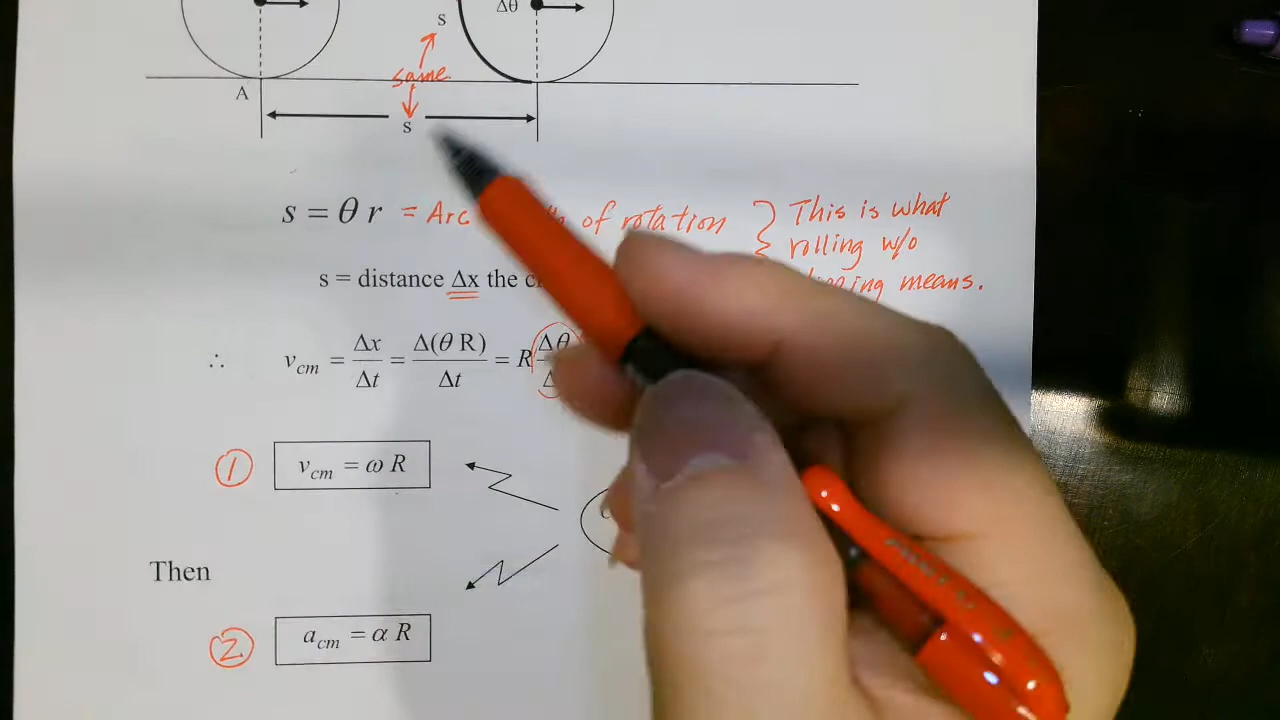 Δθ
s
same
A
s
s = θ r = Arc of rotation } This is what
rolling w/o
means.
s = distance Δx the
∴ v_cm = Δx/Δt = Δ(θ R)/Δt = R Δθ
① v_cm = ω R
Then
② a_cm = α R